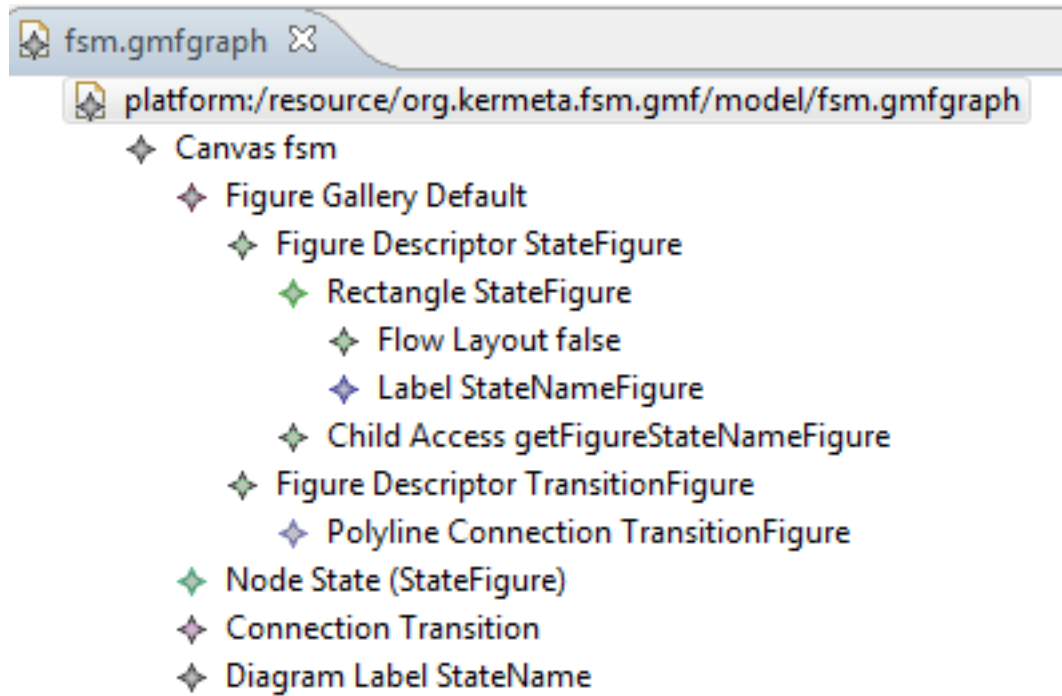 fsm.gmfgraph
platform:/resource/org.kermeta.fsm.gmf/model/fsm.gmfgraph
Canvas fsm
Figure Gallery Default
Figure Descriptor StateFigure
Rectangle StateFigure
Flow Layout false
Label StateNameFigure
Child Access getFigureStateNameFigure
Figure Descriptor TransitionFigure
Polyline Connection TransitionFigure
Node State (StateFigure)
Connection Transition
Diagram Label StateName